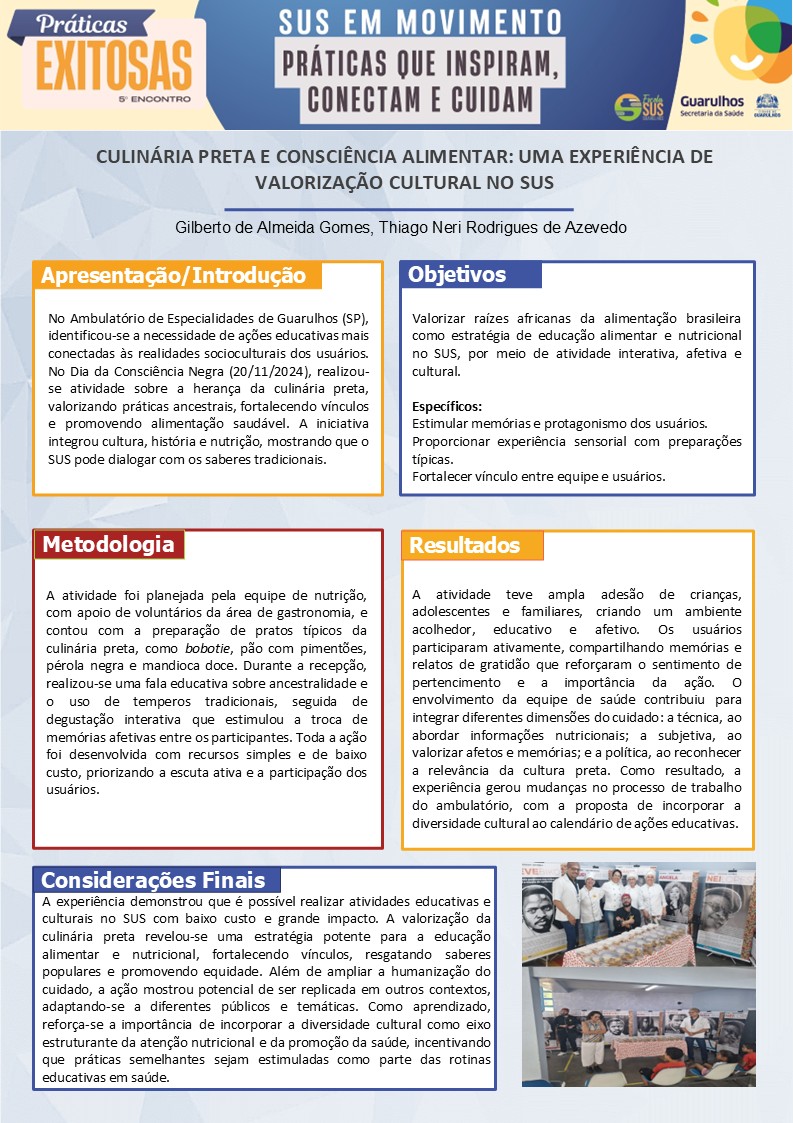 Práticas
EXITOSAS
5º ENCONTRO
SUS EM MOVIMENTO
PRÁTICAS QUE INSPIRAM,
CONECTAM E CUIDAM
Escola
SUS
Guarulhos
Secretaria da Saúde
GUARULHOS
CULINÁRIA PRETA E CONSCIÊNCIA ALIMENTAR: UMA EXPERIÊNCIA DE
VALORIZAÇÃO CULTURAL NO SUS
Gilberto de Almeida Gomes, Thiago Neri Rodrigues de Azevedo
Apresentação/Introdução
No Ambulatório de Especialidades de Guarulhos (SP),
identificou-se a necessidade de ações educativas mais
conectadas às realidades socioculturais dos usuários.
No Dia da Consciência Negra (20/11/2024), realizou-
se atividade sobre a herança da culinária preta,
valorizando práticas ancestrais, fortalecendo vínculos
e promovendo alimentação saudável. A iniciativa
integrou cultura, história e nutrição, mostrando que o
SUS pode dialogar com os saberes tradicionais.
Objetivos
Valorizar raízes africanas da alimentação brasileira
como estratégia de educação alimentar e nutricional
no SUS, por meio de atividade interativa, afetiva e
cultural.
Específicos:
Estimular memórias e protagonismo dos usuários.
Proporcionar experiência sensorial com preparações
típicas.
Fortalecer vínculo entre equipe e usuários.
Metodologia
A atividade foi planejada pela equipe de nutrição,
com apoio de voluntários da área de gastronomia, e
contou com a preparação de pratos típicos da
culinária preta, como bobotie, pão com pimentões,
pérola negra e mandioca doce. Durante a recepção,
realizou-se uma fala educativa sobre ancestralidade e
o uso de temperos tradicionais, seguida de
degustação interativa que estimulou a troca de
memórias afetivas entre os participantes. Toda a ação
foi desenvolvida com recursos simples e de baixo
custo, priorizando a escuta ativa e a participação dos
usuários.
Resultados
A atividade teve ampla adesão de crianças,
adolescentes e familiares, criando um ambiente
acolhedor, educativo e afetivo. Os usuários
participaram ativamente, compartilhando memórias e
relatos de gratidão que reforçaram o sentimento de
pertencimento e a importância da ação. O
envolvimento da equipe de saúde contribuiu para
integrar diferentes dimensões do cuidado: a técnica, ao
abordar informações nutricionais; a subjetiva, ao
valorizar afetos e memórias; e a política, ao reconhecer
a relevância da cultura preta. Como resultado, a
experiência gerou mudanças no processo de trabalho
do ambulatório, com a proposta de incorporar a
diversidade cultural ao calendário de ações educativas.
Considerações Finais
A experiência demonstrou que é possível realizar atividades educativas e
culturais no SUS com baixo custo e grande impacto. A valorização da
culinária preta revelou-se uma estratégia potente para a educação
alimentar e nutricional, fortalecendo vínculos, resgatando saberes
populares e promovendo equidade. Além de ampliar a humanização do
cuidado, a ação mostrou potencial de ser replicada em outros contextos,
adaptando-se a diferentes públicos e temáticas. Como aprendizado,
reforça-se a importância de incorporar a diversidade cultural como eixo
estruturante da atenção nutricional e da promoção da saúde, incentivando
que práticas semelhantes sejam estimuladas como parte das rotinas
educativas em saúde.
ANGELA